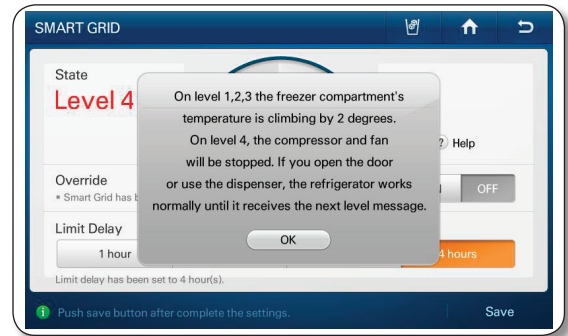 SMART GRID
State
Level 4
On level 1,2,3 the freezer compartment's
temperature is climbing by 2 degrees.
On level 4, the compressor and fan
will be stopped. If you open the door
or use the dispenser, the refrigerator works
normally until it receives the next level message.
OK
? Help
Override
• Smart Grid has
OFF
Limit Delay
1 hour
4 hours
Limit delay has been set to 4 hour(s).
Push save button after complete the settings.
Save